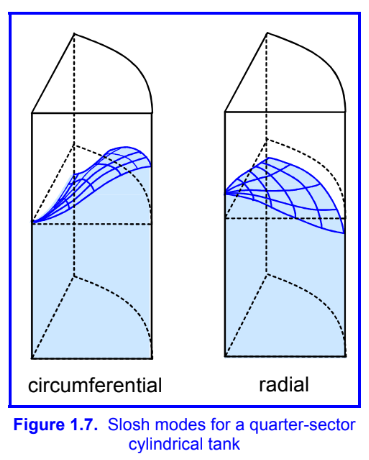 circumferential radial
Figure 1.7. Slosh modes for a quarter-sector
cylindrical tank